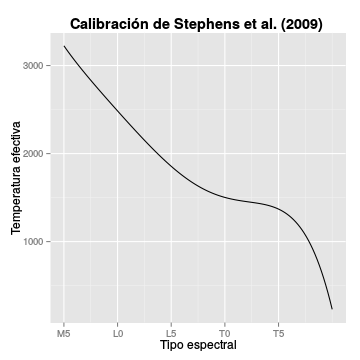 Calibración de Stephens et al. (2009)
Temperatura efectiva
3000
2000
1000
M5 L0 L5 T0 T5
Tipo espectral